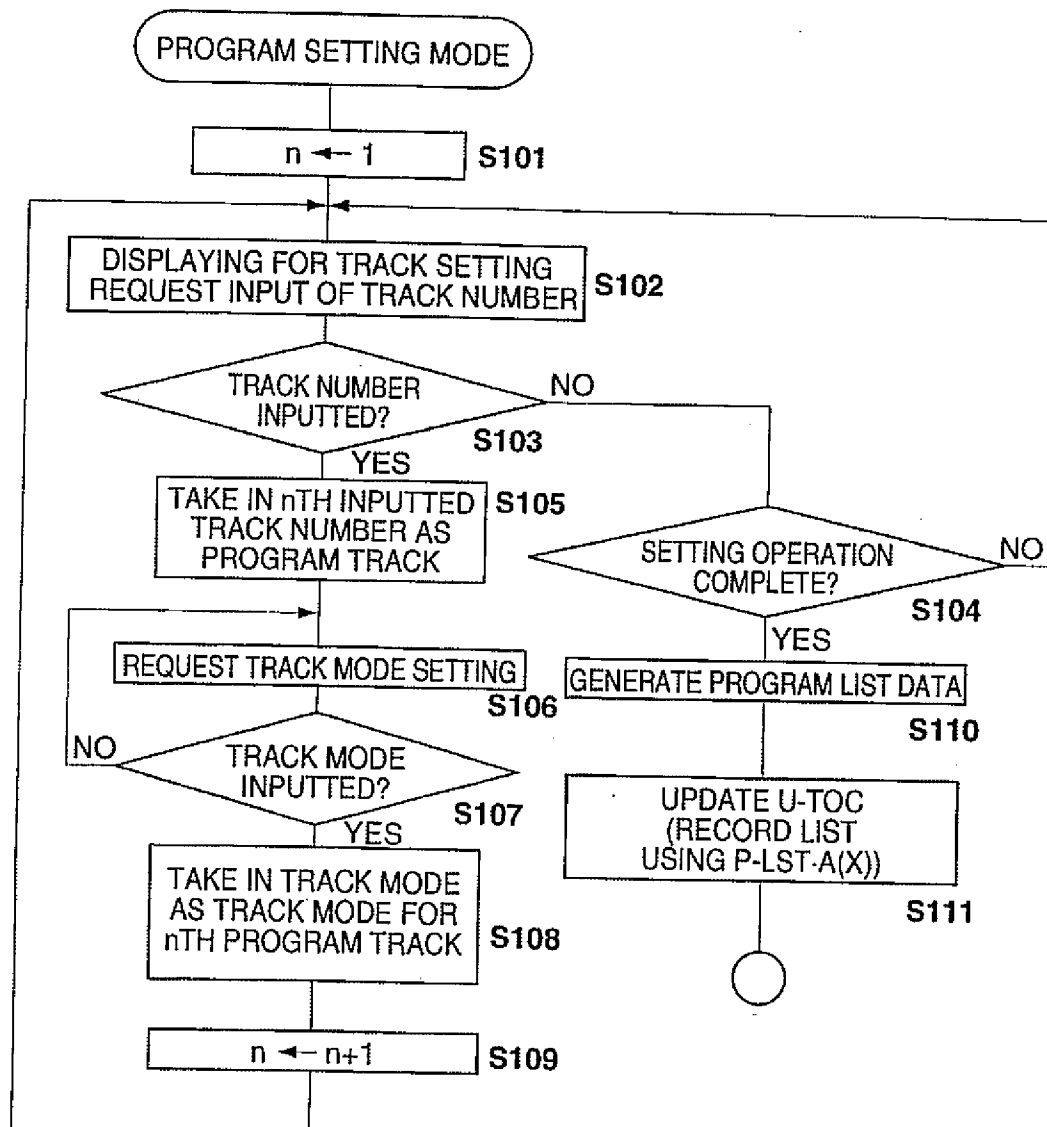 PROGRAM SETTING MODE
n ← 1
S101
DISPLAYING FOR TRACK SETTING
REQUEST INPUT OF TRACK NUMBER
S102
TRACK NUMBER
INPUTTED?
NO
S103
YES
TAKE IN nTH INPUTTED
TRACK NUMBER AS
PROGRAM TRACK
S105
SETTING OPERATION
COMPLETE?
NO
S104
YES
REQUEST TRACK MODE SETTING
S106
GENERATE PROGRAM LIST DATA
S110
NO
TRACK MODE
INPUTTED?
S107
YES
UPDATE U-TOC
(RECORD LIST
USING P-LST·A(X))
S111
TAKE IN TRACK MODE
AS TRACK MODE FOR
nTH PROGRAM TRACK
S108
n ← n+1
S109